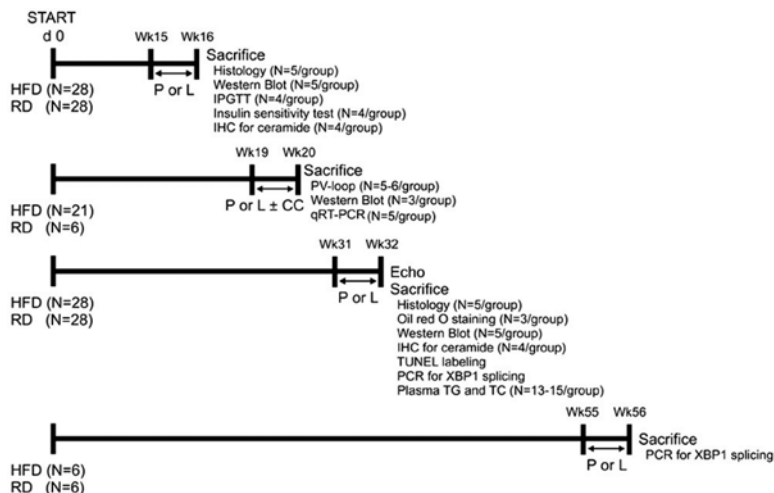 START
d 0
Wk15 Wk16
Sacrifice
Histology (N=5/group)
HFD (N=28) Western Blot (N=5/group)
RD (N=28) P or L IPGTT (N=4/group)
Insulin sensitivity test (N=4/group)
IHC for ceramide (N=4/group)
Wk19 Wk20
Sacrifice
PV-loop (N=5-6/group)
P or L ± CC Western Blot (N=3/group)
HFD (N=21) qRT-PCR (N=5/group)
RD (N=6)
Wk31 Wk32
Echo
P or L Sacrifice
HFD (N=28) Histology (N=5/group)
RD (N=28) Oil red O staining (N=3/group)
Western Blot (N=5/group)
IHC for ceramide (N=4/group)
TUNEL labeling
PCR for XBP1 splicing
Plasma TG and TC (N=13-15/group)
Wk55 Wk56
Sacrifice
PCR for XBP1 splicing
HFD (N=6) P or L
RD (N=6)